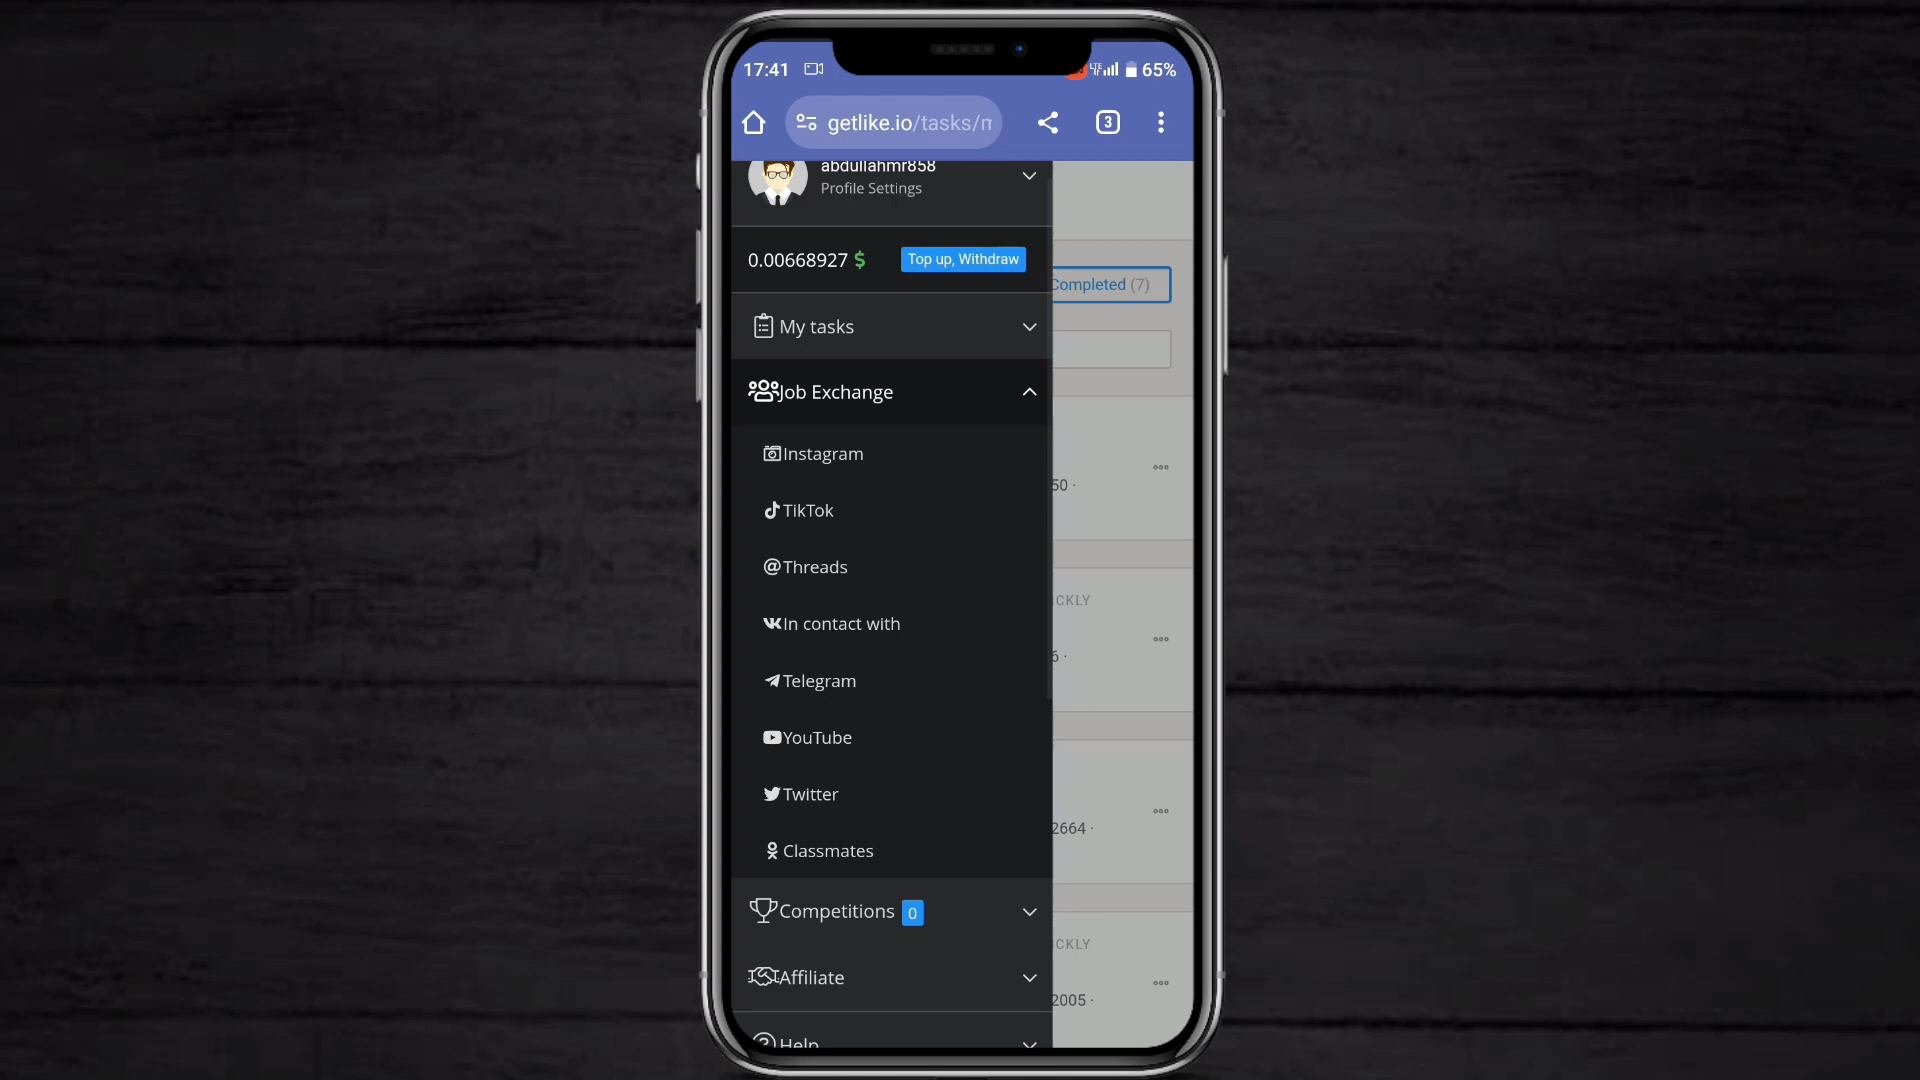 17:41
65%
getlike.io/tasks/m
3
abdullahmr858
Profile Settings
0.00668927 $
Top up, Withdraw
Completed (7)
My tasks
Job Exchange
Instagram
50 ·
TikTok
Threads
ICKLY
In contact with
6 ·
Telegram
YouTube
Twitter
2664 ·
Classmates
Competitions 0
CKLY
Affiliate
2005 ·
Help